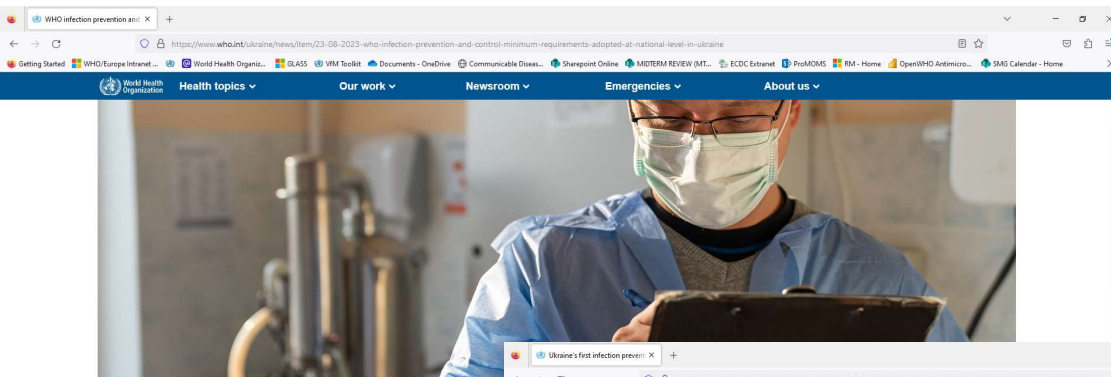 WHO infection prevention and
https://www.who.int/ukraine/news/item/23-08-2023-who-infection-prevention-and-control-minimum-requirements-adopted-at-national-level-in-ukraine
Getting Started WHO/Europe Intranet ... World Health Organiz... GLASS VfM Toolkit Documents - OneDrive Communicable Diseas... Sharepoint Online MIDTERM REVIEW (MT... ECDC Extranet ProMOMS RM - Home OpenWHO Antimicro... SMG Calendar - Home
World Health
Organization
Health topics Our work Newsroom Emergencies About us
Ukraine's first infection prevent